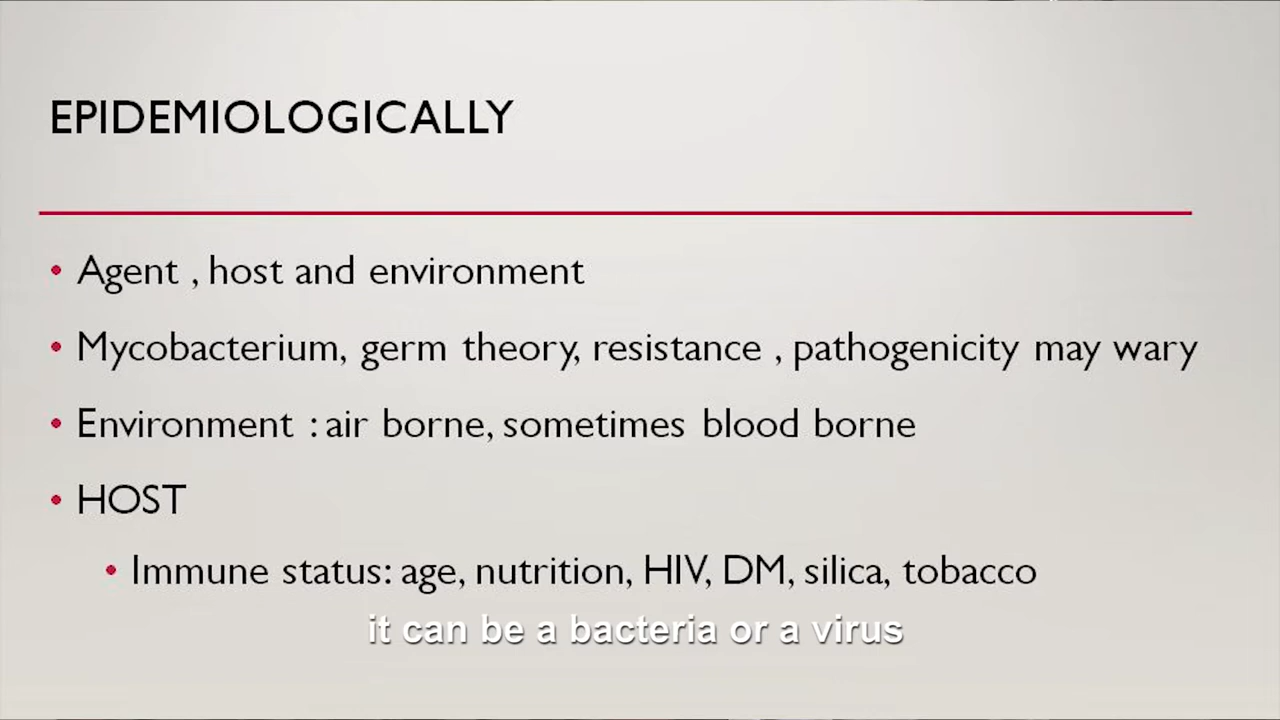 EPIDEMIOLOGICALLY
• Agent , host and environment
• Mycobacterium, germ theory, resistance , pathogenicity may wary
• Environment : air borne, sometimes blood borne
• HOST
• Immune status: age, nutrition, HIV, DM, silica, tobacco
it can be a bacteria or a virus